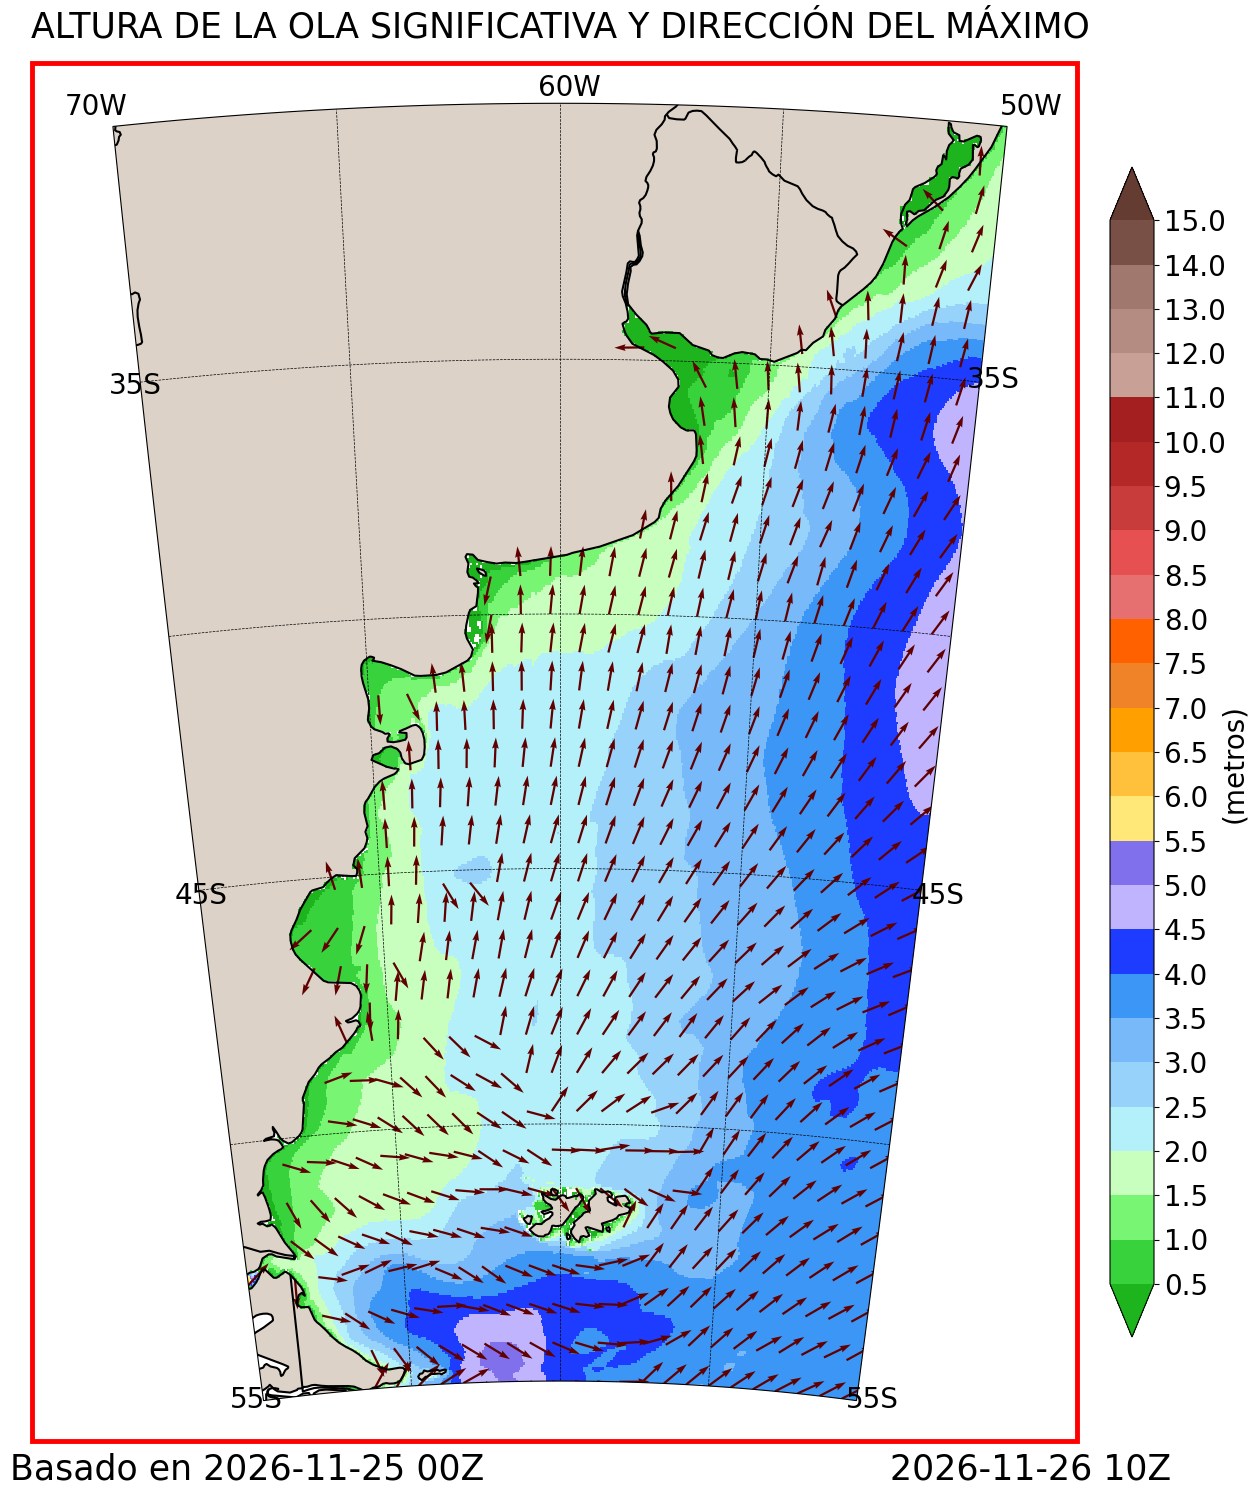 ALTURA DE LA OLA SIGNIFICATIVA Y DIRECCIÓN DEL MÁXIMO
70W
60W
50W
35S
35S
45S
45S
55S
55S
15.0
14.0
13.0
12.0
11.0
10.0
9.5
9.0
8.5
8.0
7.5
7.0
6.5
6.0
5.5
5.0
4.5
4.0
3.5
3.0
2.5
2.0
1.5
1.0
0.5
(metros)
Basado en 2026-11-25 00Z
2026-11-26 10Z